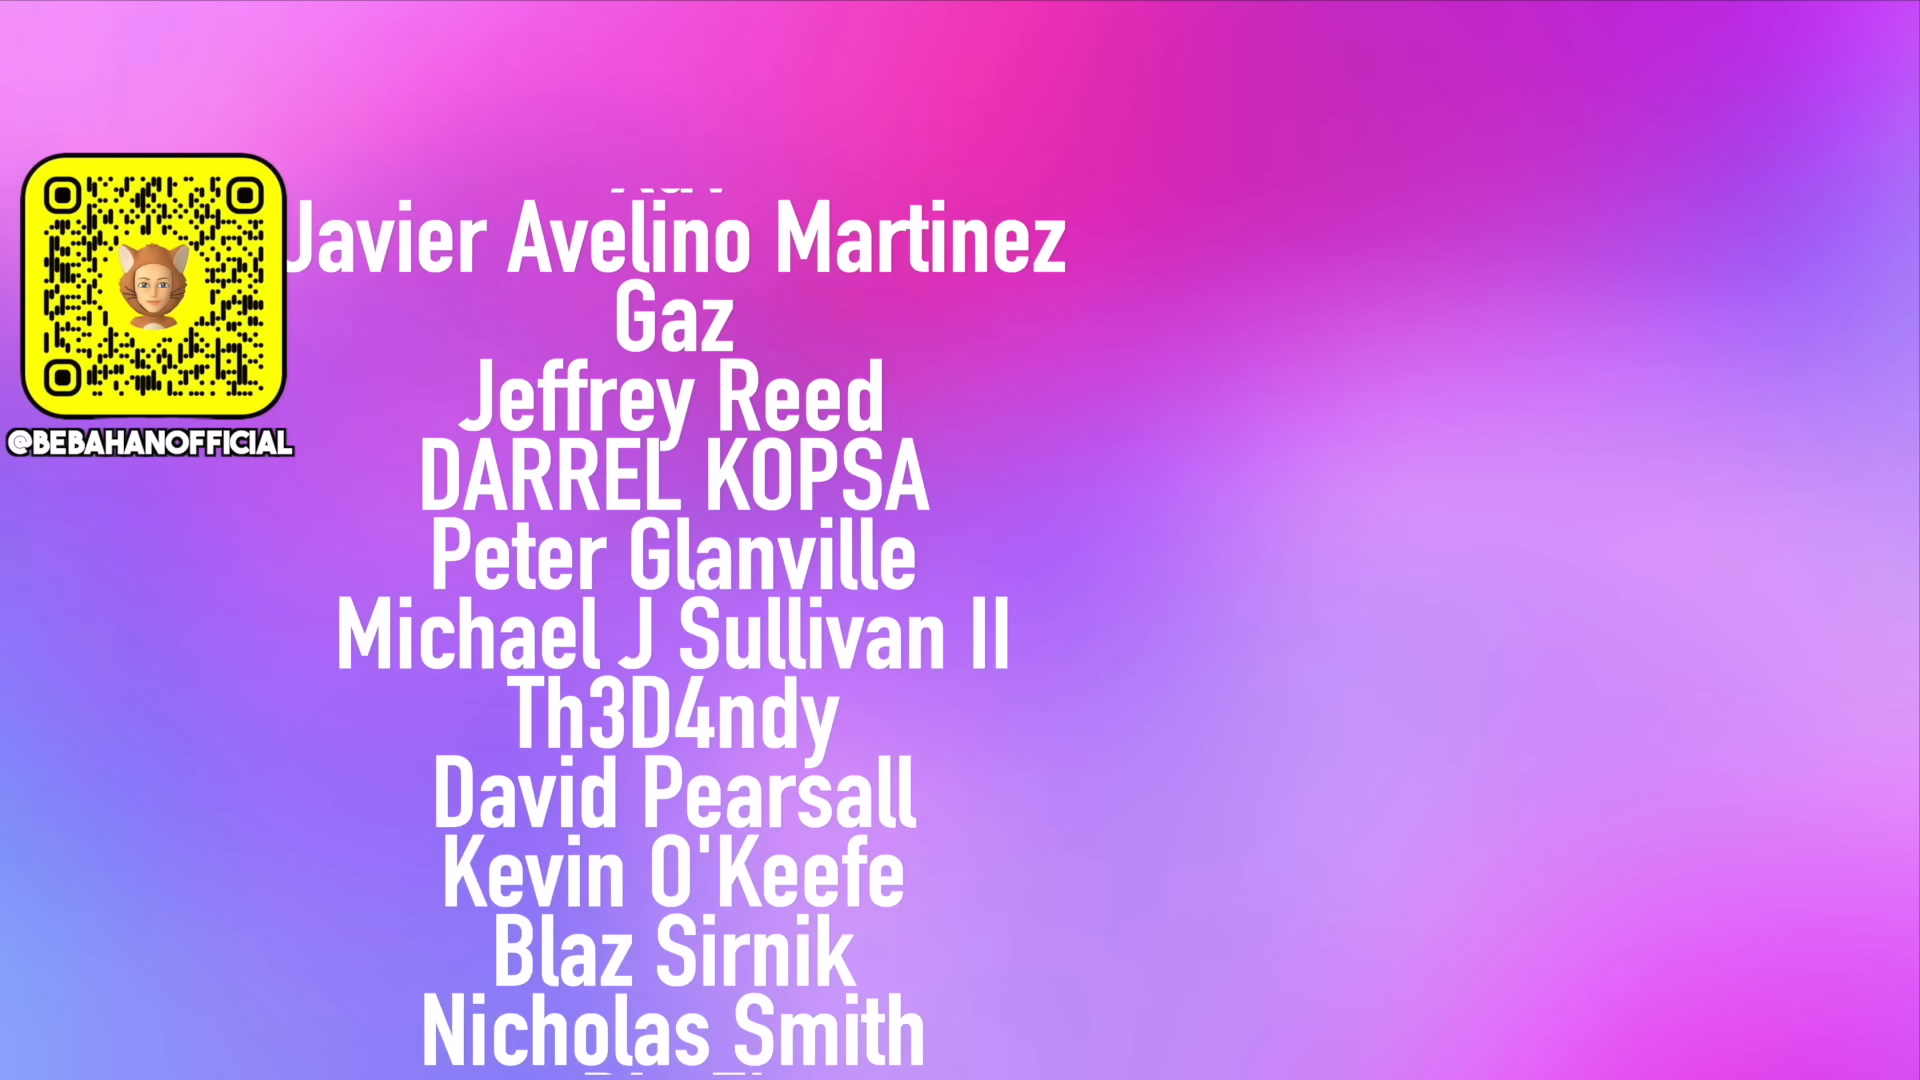 Javier Avelino Martinez
Gaz
Jeffrey Reed
@BEBAHANOFFICIAL
DARREL KOPSA
Peter Glanville
Michael J Sullivan II
Th3D4ndy
David Pearsall
Kevin O'Keefe
Blaz Sirnik
Nicholas Smith